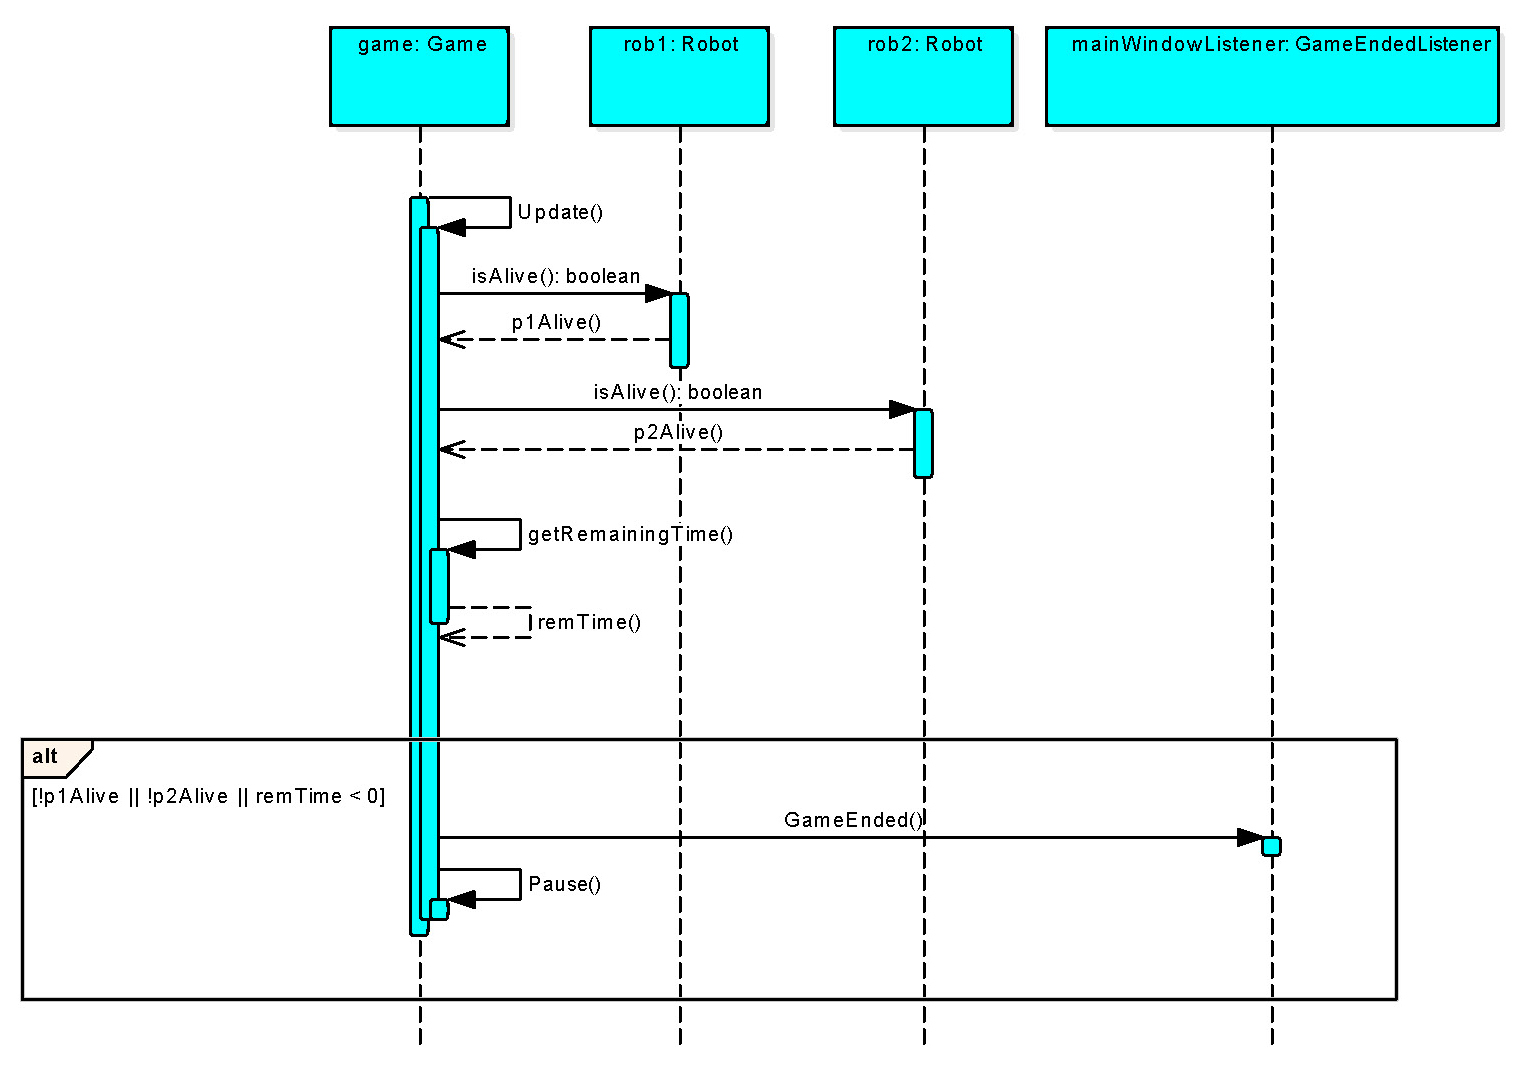 game: Game
rob1: Robot
rob2: Robot
mainWindowListener: GameEndedListener
Update()
isAlive(): boolean
p1Alive()
isAlive(): boolean
p2Alive()
getRemainingTime()
remTime()
alt
[!p1Alive || !p2Alive || remTime < 0]
GameEnded()
Pause()